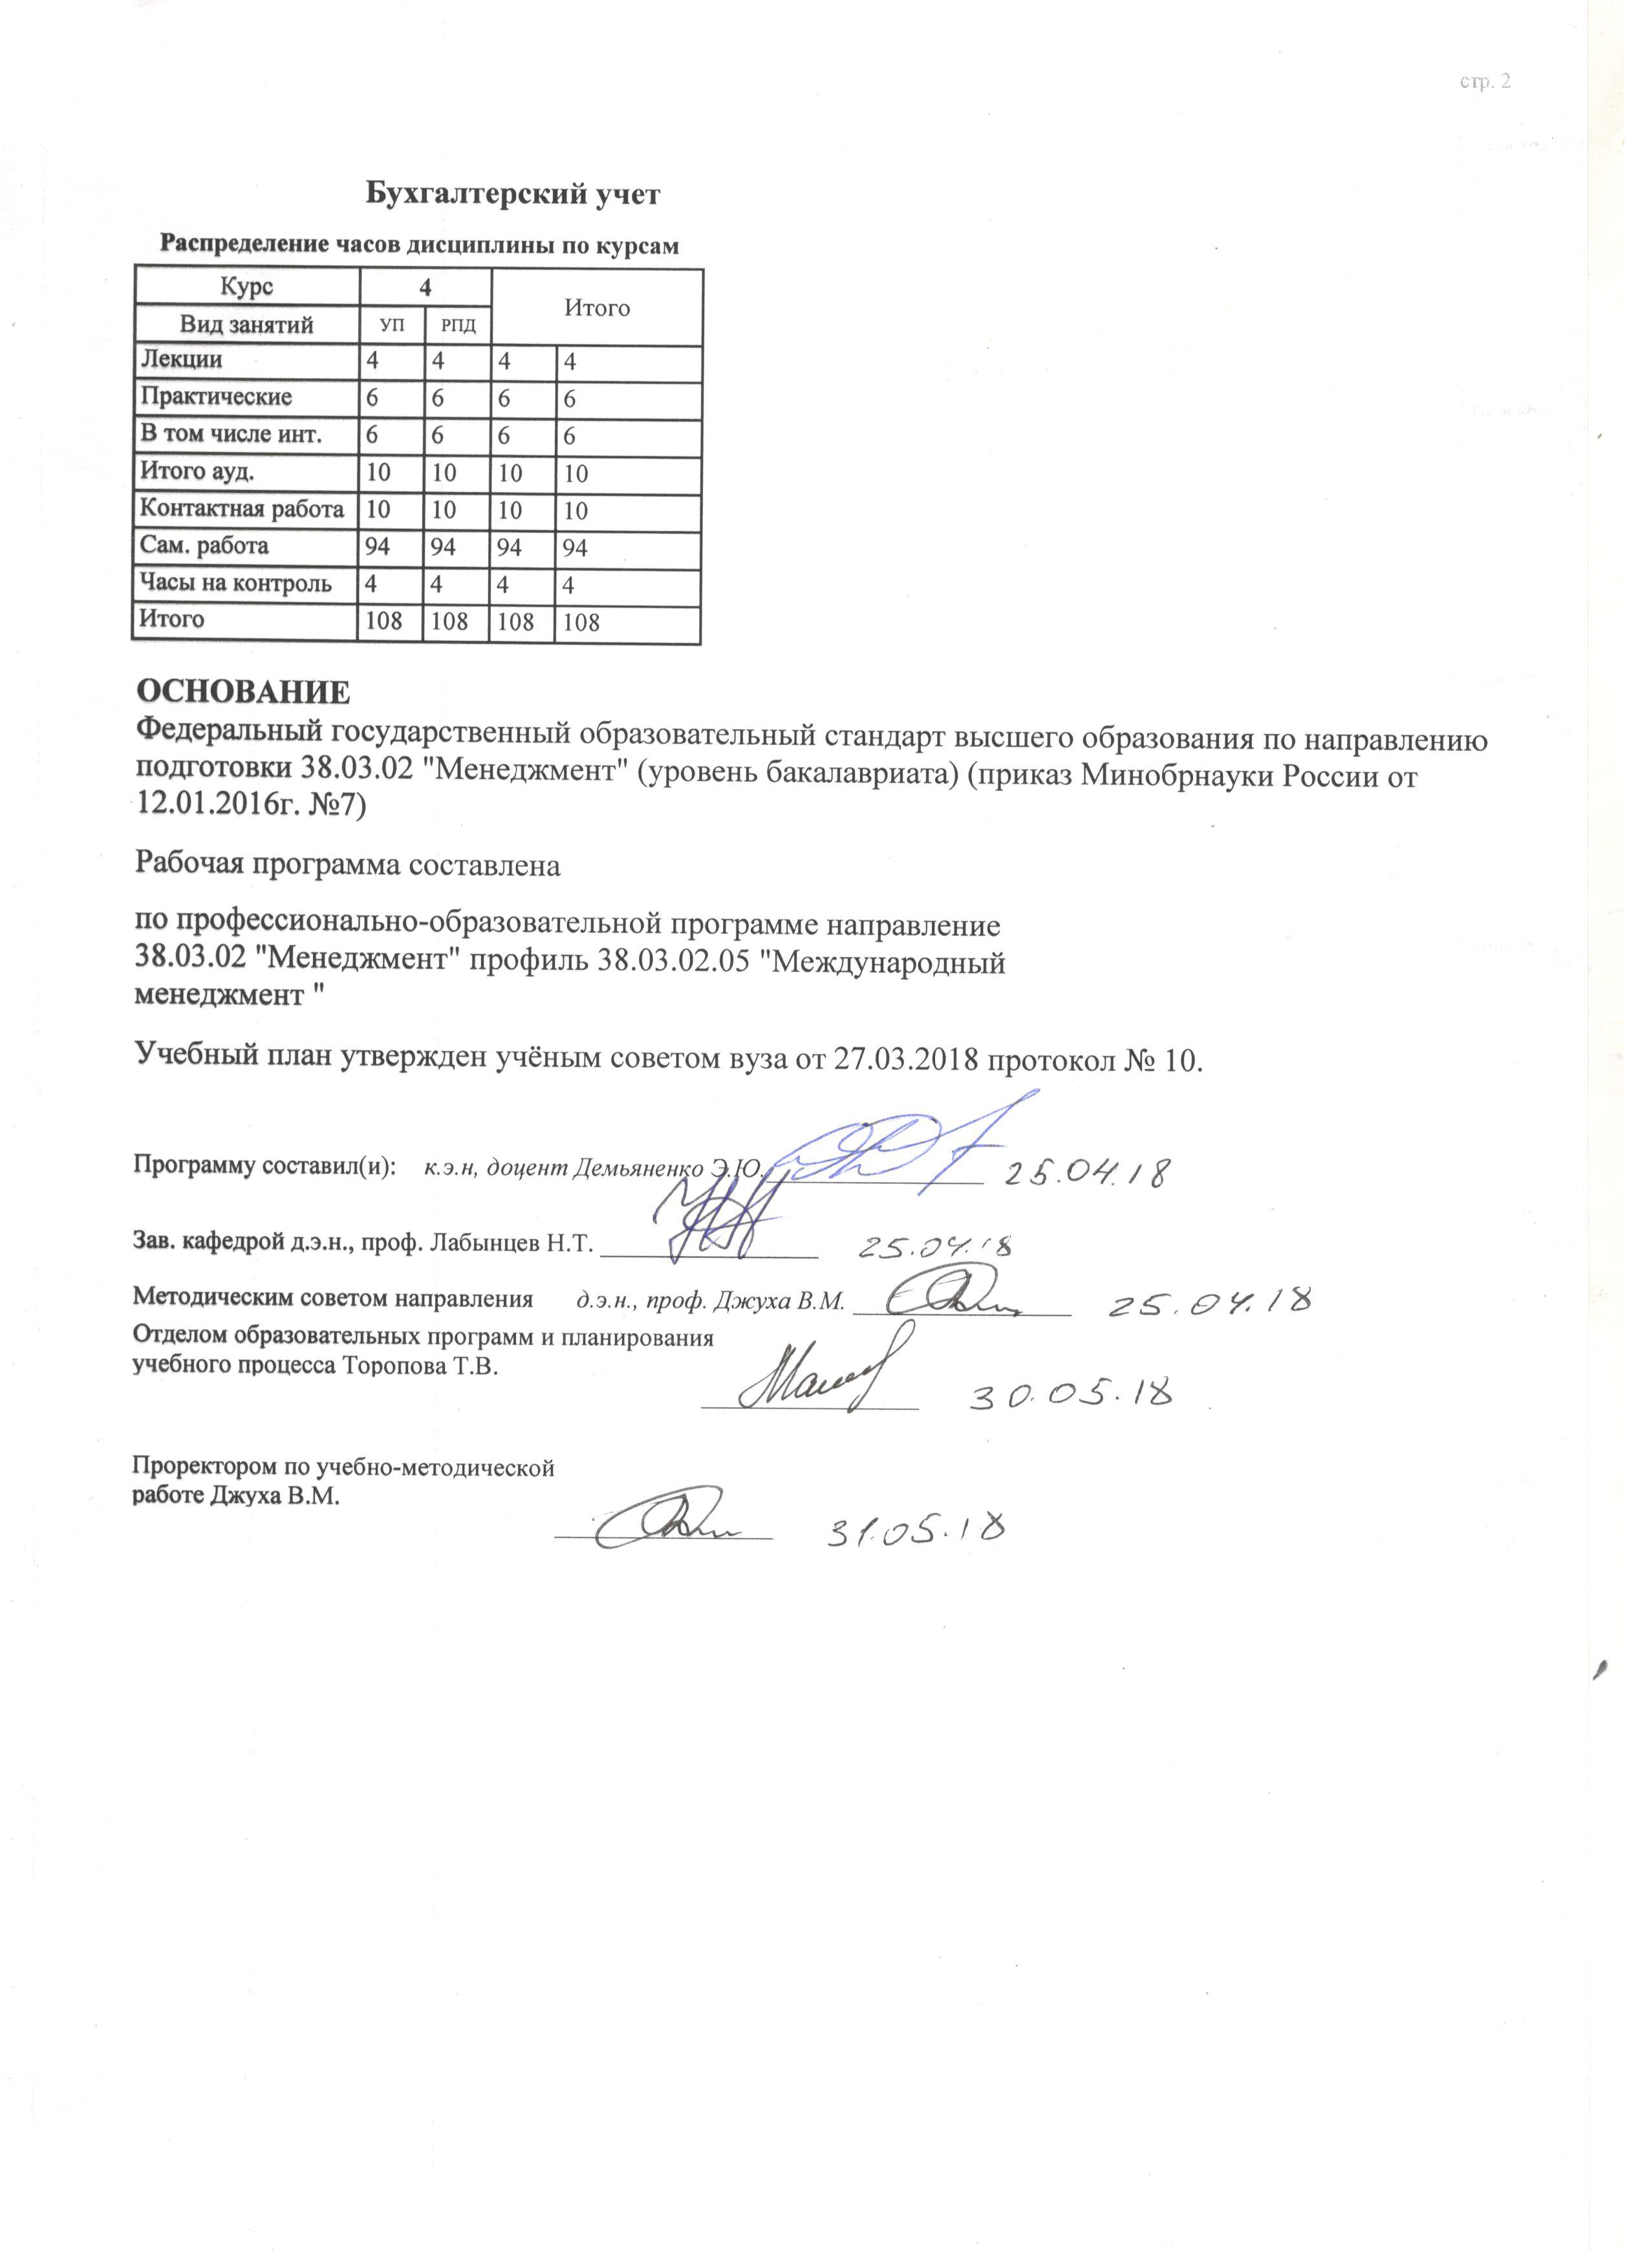 стр. 2
Бухгалтерский учет
Распределение часов дисциплины по курсам
Курс 4 Итого
Вид занятий УП РПД
Лекции 4 4 4 4
Практические 6 6 6 6
В том числе инт. 6 6 6 6
Итого ауд. 10 10 10 10
Контактная работа 10 10 10 10
Сам. работа 94 94 94 94
Часы на контроль 4 4 4 4
Итого 108 108 108 108
ОСНОВАНИЕ
Федеральный государственный образовательный стандарт высшего образования по направлению
подготовки 38.03.02 "Менеджмент" (уровень бакалавриата) (приказ Минобрнауки России от
12.01.2016г. №7)
Рабочая программа составлена
по профессионально-образовательной программе направление
38.03.02 "Менеджмент" профиль 38.03.02.05 "Международный
менеджмент "
Учебный план утвержден учёным советом вуза от 27.03.2018 протокол № 10.
Программу составил(и): к.э.н, доцент Демьяненко Э.Ю. 25.04.18
Зав. кафедрой д.э.н., проф. Лабынцев Н.Т. 25.04.18
Методическим советом направления д.э.н., проф. Джуха В.М. 25.04.18
Отделом образовательных программ и планирования
учебного процесса Торопова Т.В.
30.05.18
Проректором по учебно-методической
работе Джуха В.М.
31.05.18